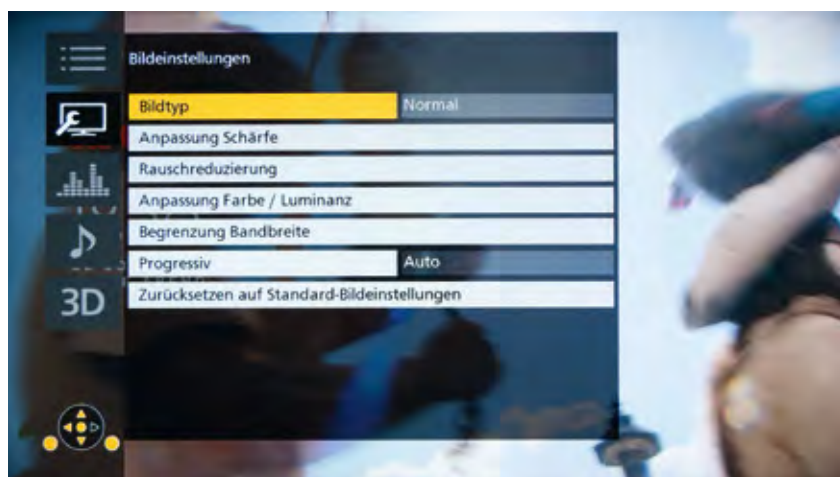 Bildeinstellungen
Bildtyp Normal
Anpassung Schärfe
Rauschreduzierung
Anpassung Farbe / Luminanz
Begrenzung Bandbreite
Progressiv Auto
3D Zurücksetzen auf Standard-Bildeinstellungen